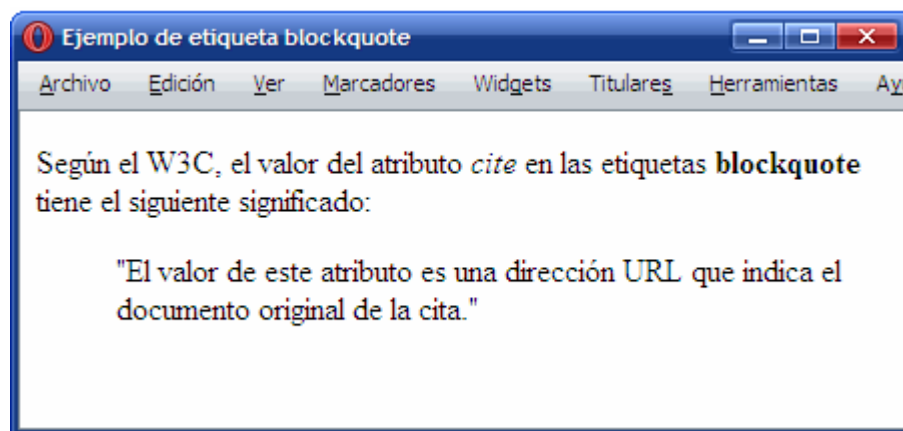 Ejemplo de etiqueta blockquote
Archivo Edición Ver Marcadores Widgets Titulares Herramientas Ay
Según el W3C, el valor del atributo cite en las etiquetas blockquote
tiene el siguiente significado:
"El valor de este atributo es una dirección URL que indica el
documento original de la cita."